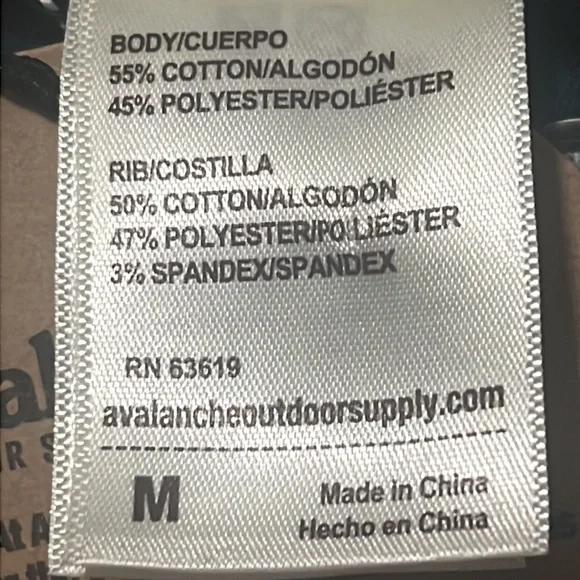 BODY/CUERPO
55% COTTON/ALGODÓN
45% POLYESTER/POLIÉSTER
RIB/COSTILLA
50% COTTON/ALGODÓN
47% POLYESTER/POLIÉSTER
3% SPANDEX/SPANDEX
RN 63619
avalancheoutdoorsupply.com
M
Made in China
Hecho en China